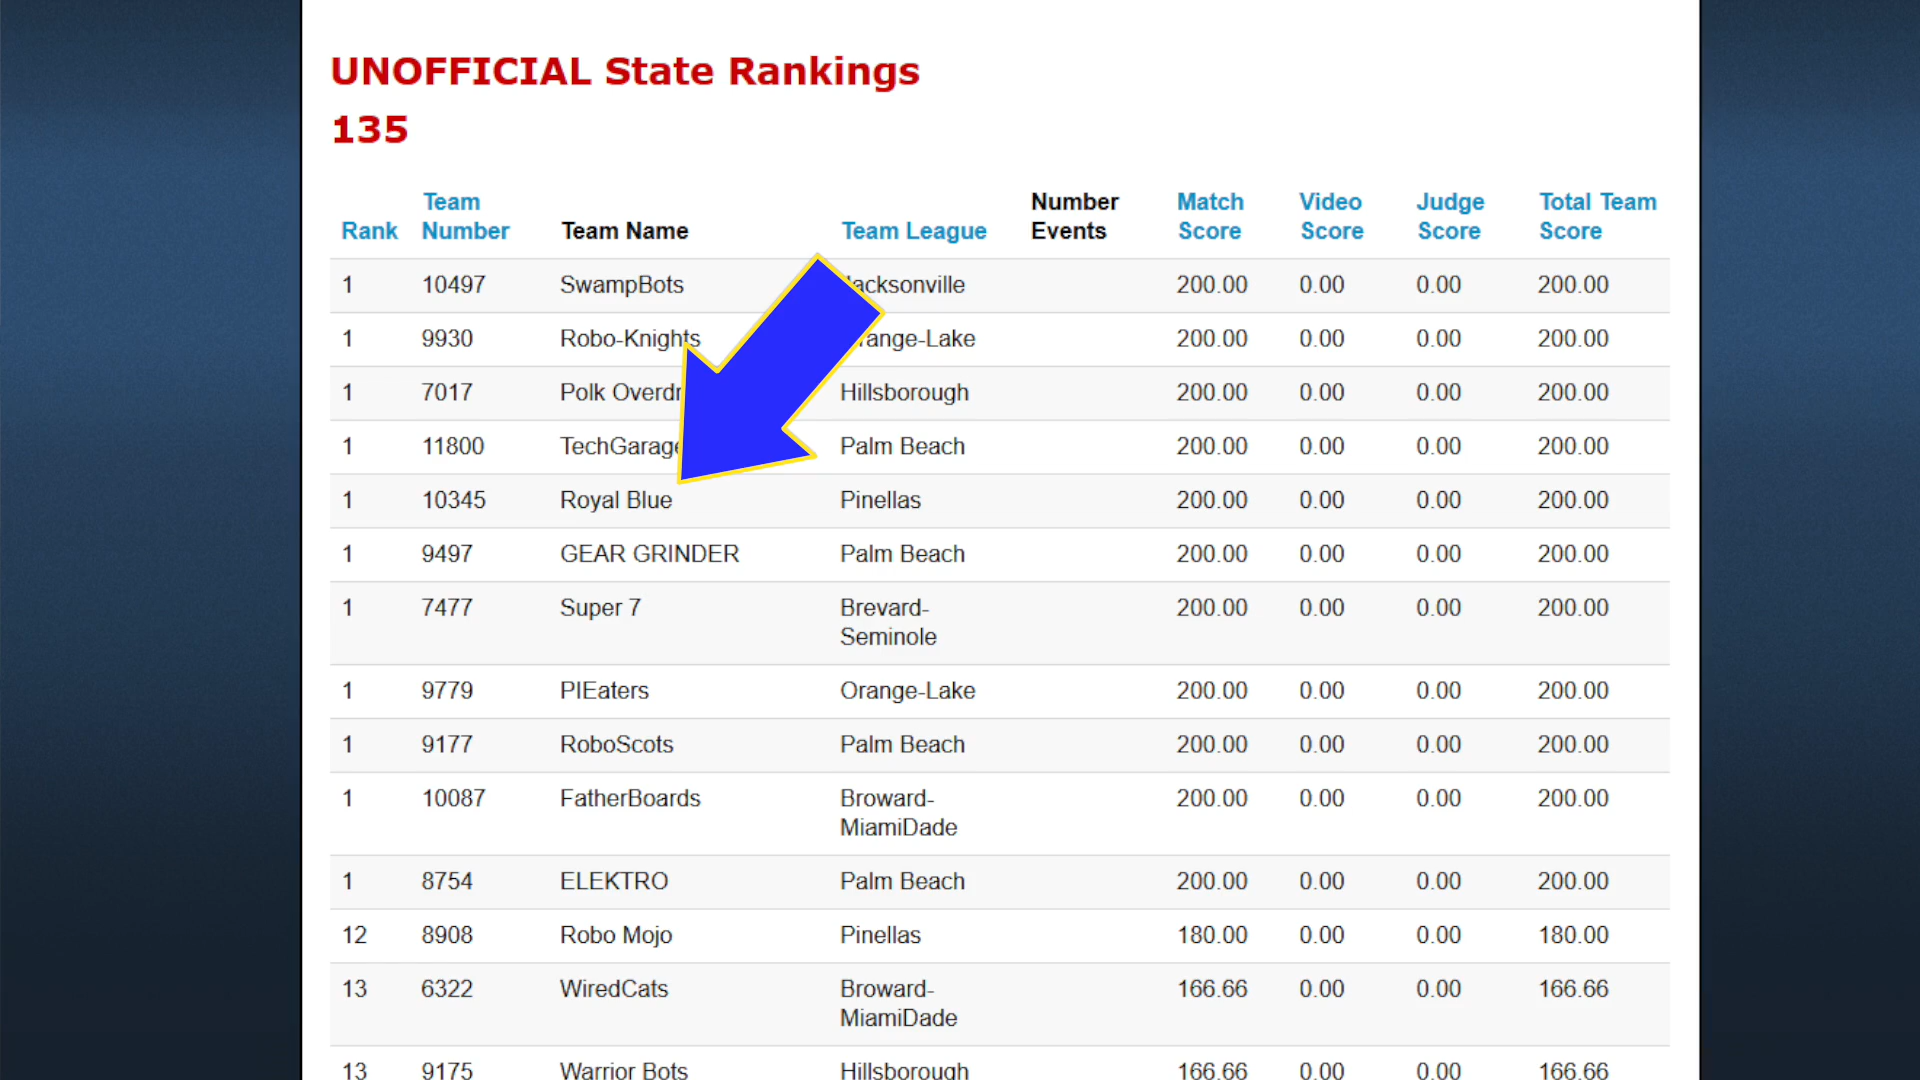 UNOFFICIAL State Rankings
135
Rank Team Number Team Name Team League Number Events Match Score Video Score Judge Score Total Team Score
1 10497 SwampBots acksonville 200.00 0.00 0.00 200.00
1 9930 Robo-Knights range-Lake 200.00 0.00 0.00 200.00
1 7017 Polk Hillsborough 200.00 0.00 0.00 200.00
1 11800 TechGarage Palm Beach 200.00 0.00 0.00 200.00
1 10345 Royal Blue Pinellas 200.00 0.00 0.00 200.00
1 9497 GEAR GRINDER Palm Beach 200.00 0.00 0.00 200.00
1 7477 Super 7 Brevard-Seminole 200.00 0.00 0.00 200.00
1 9779 PIEaters Orange-Lake 200.00 0.00 0.00 200.00
1 9177 RoboScots Palm Beach 200.00 0.00 0.00 200.00
1 10087 FatherBoards Broward-MiamiDade 200.00 0.00 0.00 200.00
1 8754 ELEKTRO Palm Beach 200.00 0.00 0.00 200.00
12 8908 Robo Mojo Pinellas 180.00 0.00 0.00 180.00
13 6322 WiredCats Broward-MiamiDade 166.66 0.00 0.00 166.66
13 9175 Warrior Bots Hillsborough 166.66 0.00 0.00 166.66